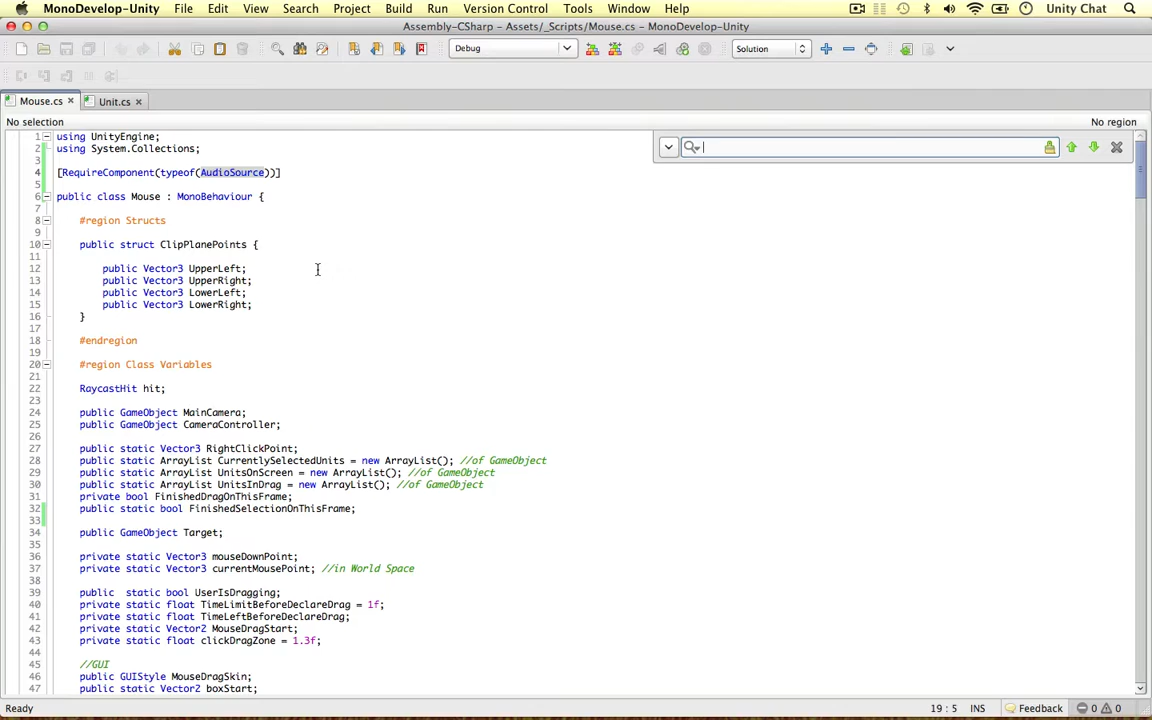 MonoDevelop-Unity File Edit View Search Project Build Run Version Control Tools Window Help Unity Chat
Assembly-CSharp - Assets/_Scripts/Mouse.cs - MonoDevelop-Unity
Debug Solution
Mouse.cs Unit.cs
No selection No region
1 using UnityEngine;
2 using System.Collections;
3
4 [RequireComponent(typeof(AudioSource))]
5
6 public class Mouse : MonoBehaviour {
7
8 #region Structs
9
10 public struct ClipPlanePoints {
11
12 public Vector3 UpperLeft;
13 public Vector3 UpperRight;
14 public Vector3 LowerLeft;
15 public Vector3 LowerRight;
16 }
17
18 #endregion
19
20 #region Class Variables
21
22 RaycastHit hit;
23
24 public GameObject MainCamera;
25 public GameObject CameraController;
26
27 public static Vector3 RightClickPoint;
28 public static ArrayList CurrentlySelectedUnits = new ArrayList(); //of GameObject
29 public static ArrayList UnitsOnScreen = new ArrayList(); //of GameObject
30 public static ArrayList UnitsInDrag = new ArrayList(); //of GameObject
31 private bool FinishedDragOnThisFrame;
32 public static bool FinishedSelectionOnThisFrame;
33
34 public GameObject Target;
35
36 private static Vector3 mouseDownPoint;
37 private static Vector3 currentMousePoint; //in World Space
38
39 public static bool UserIsDragging;
40 private static float TimeLimitBeforeDeclareDrag = 1f;
41 private static float TimeLeftBeforeDeclareDrag;
42 private static Vector2 MouseDragStart;
43 private static float clickDragZone = 1.3f;
44
45 //GUI
46 public GUIStyle MouseDragSkin;
47 public static Vector2 boxStart;
Ready 19 : 5 INS Feedback 0 0